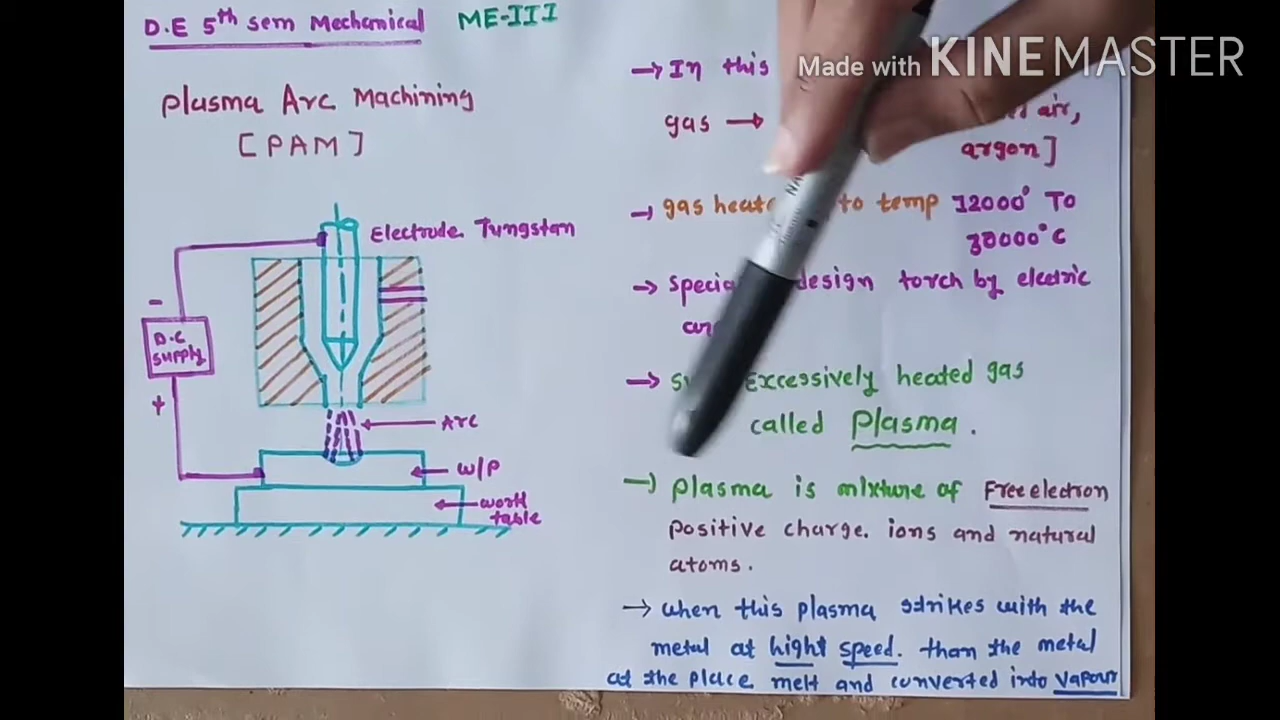 D.E 5th sem Mechanical ME-III
Plasma Arc Machining
[PAM]
Electrode Tungstan
-
D.C
supply
+
Arc
W/P
work
table
Made with KINEMASTER
→ In this
gas → air,
argon]
→ gas to temp 12000° To
30000°C
→ design torch by electric
→ Excessively heated gas
called Plasma.
→ plasma is mixture of Free electron
positive charge. ions and natural
atoms.
→ when this plasma strikes with the
metal at hight speed. than the metal
at the place melt and converted into vapour